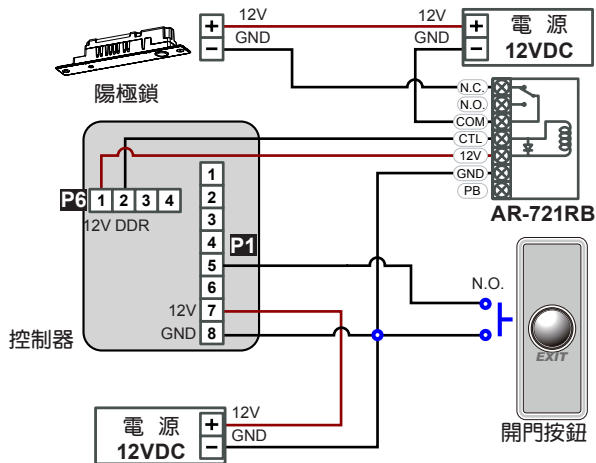 12V
12V
電 源
GND
GND
12VDC
陽極鎖
N.C.
N.O.
COM
CTL
12V
GND
PB
AR-721RB
P6 1 2 3 4
12V DDR
1
2
3
4
5
6
7
8
P1
12V
GND
控制器
N.O.
EXIT
開門按鈕
電 源
12VDC
12V
GND